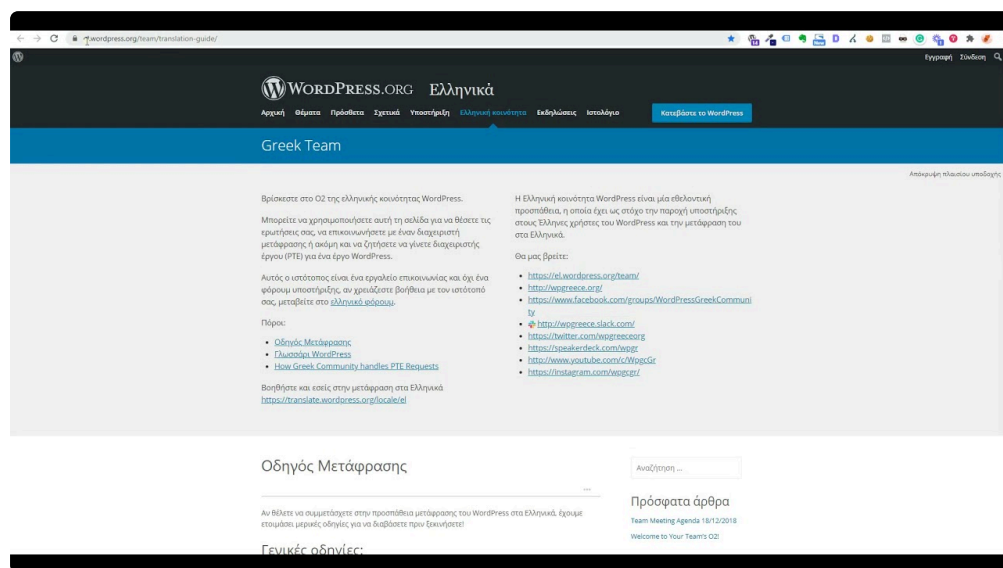 wordpress.org/team/translation-guide/
Εγγραφή Σύνδεση
WORDPRESS.ORG Ελληνικά
Αρχική Θέματα Πρόσθετα Σχετικά Υποστήριξη Ελληνική κοινότητα Εκδηλώσεις Ιστολόγιο Κατεβάστε το WordPress
Greek Team
Απόκρυψη πλαισίου υποδοχής
Βρίσκεστε στο O2 της ελληνικής κοινότητας WordPress.
Μπορείτε να χρησιμοποιήσετε αυτή τη σελίδα για να θέσετε τις
ερωτήσεις σας, να επικοινωνήσετε με έναν διαχειριστή
μετάφρασης ή ακόμη και να ζητήσετε να γίνετε διαχειριστής
έργου (PTE) για ένα έργο WordPress.
Αυτός ο ιστότοπος είναι ένα εργαλείο επικοινωνίας και όχι ένα
φόρουμ υποστήριξης, αν χρειάζεστε βοήθεια με τον ιστότοπό
σας, μεταβείτε στο ελληνικό φόρουμ.
Πόροι:
Οδηγός Μετάφρασης
Γλωσσάρι WordPress
How Greek Community handles PTE Requests
Βοηθήστε και εσείς στην μετάφραση στα Ελληνικά
https://translate.wordpress.org/locale/el
Η Ελληνική κοινότητα WordPress είναι μία εθελοντική
προσπάθεια, η οποία έχει ως στόχο την παροχή υποστήριξης
στους Έλληνες χρήστες του WordPress και την μετάφραση του
στα Ελληνικά.
Θα μας βρείτε:
https://el.wordpress.org/team/
http://wpgreece.org/
https://www.facebook.com/groups/WordPressGreekCommuni
ty
http://wpgreece.slack.com/
https://twitter.com/wpgreeceorg
https://speakerdeck.com/wpgr
http://www.youtube.com/c/WpgcGr
https://instagram.com/wpgcgr/
Οδηγός Μετάφρασης
Αν θέλετε να συμμετάσχετε στην προσπάθεια μετάφρασης του WordPress στα Ελληνικά, έχουμε
ετοιμάσει μερικές οδηγίες για να διαβάσετε πριν ξεκινήσετε!
Γενικές οδηγίες:
Αναζήτηση ...
Πρόσφατα άρθρα
Team Meeting Agenda 18/12/2018
Welcome to Your Team's O2!